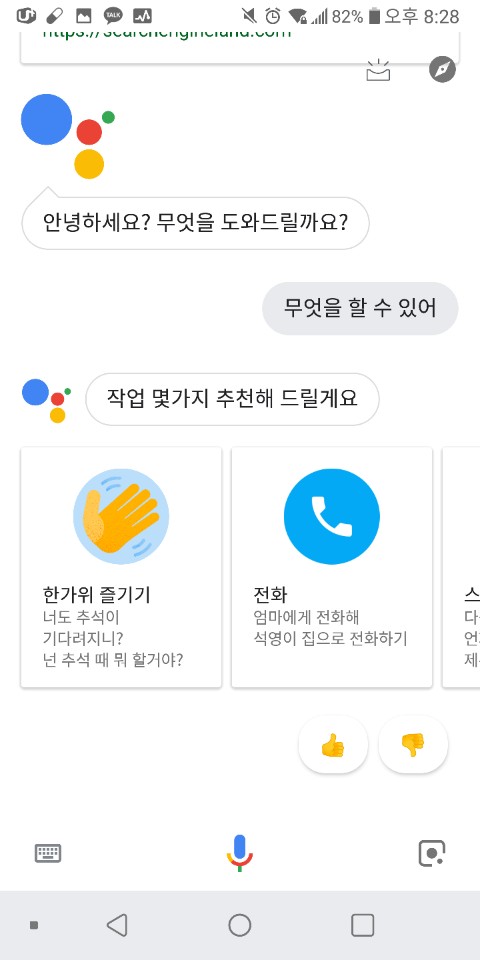 U+ TALK 82% 오후 8:28
https://searchengineland.com
안녕하세요? 무엇을 도와드릴까요?
무엇을 할 수 있어
작업 몇가지 추천해 드릴게요
한가위 즐기기
너도 추석이
기다려지니?
넌 추석 때 뭐 할거야?
전화
엄마에게 전화해
석영이 집으로 전화하기
스
다
제